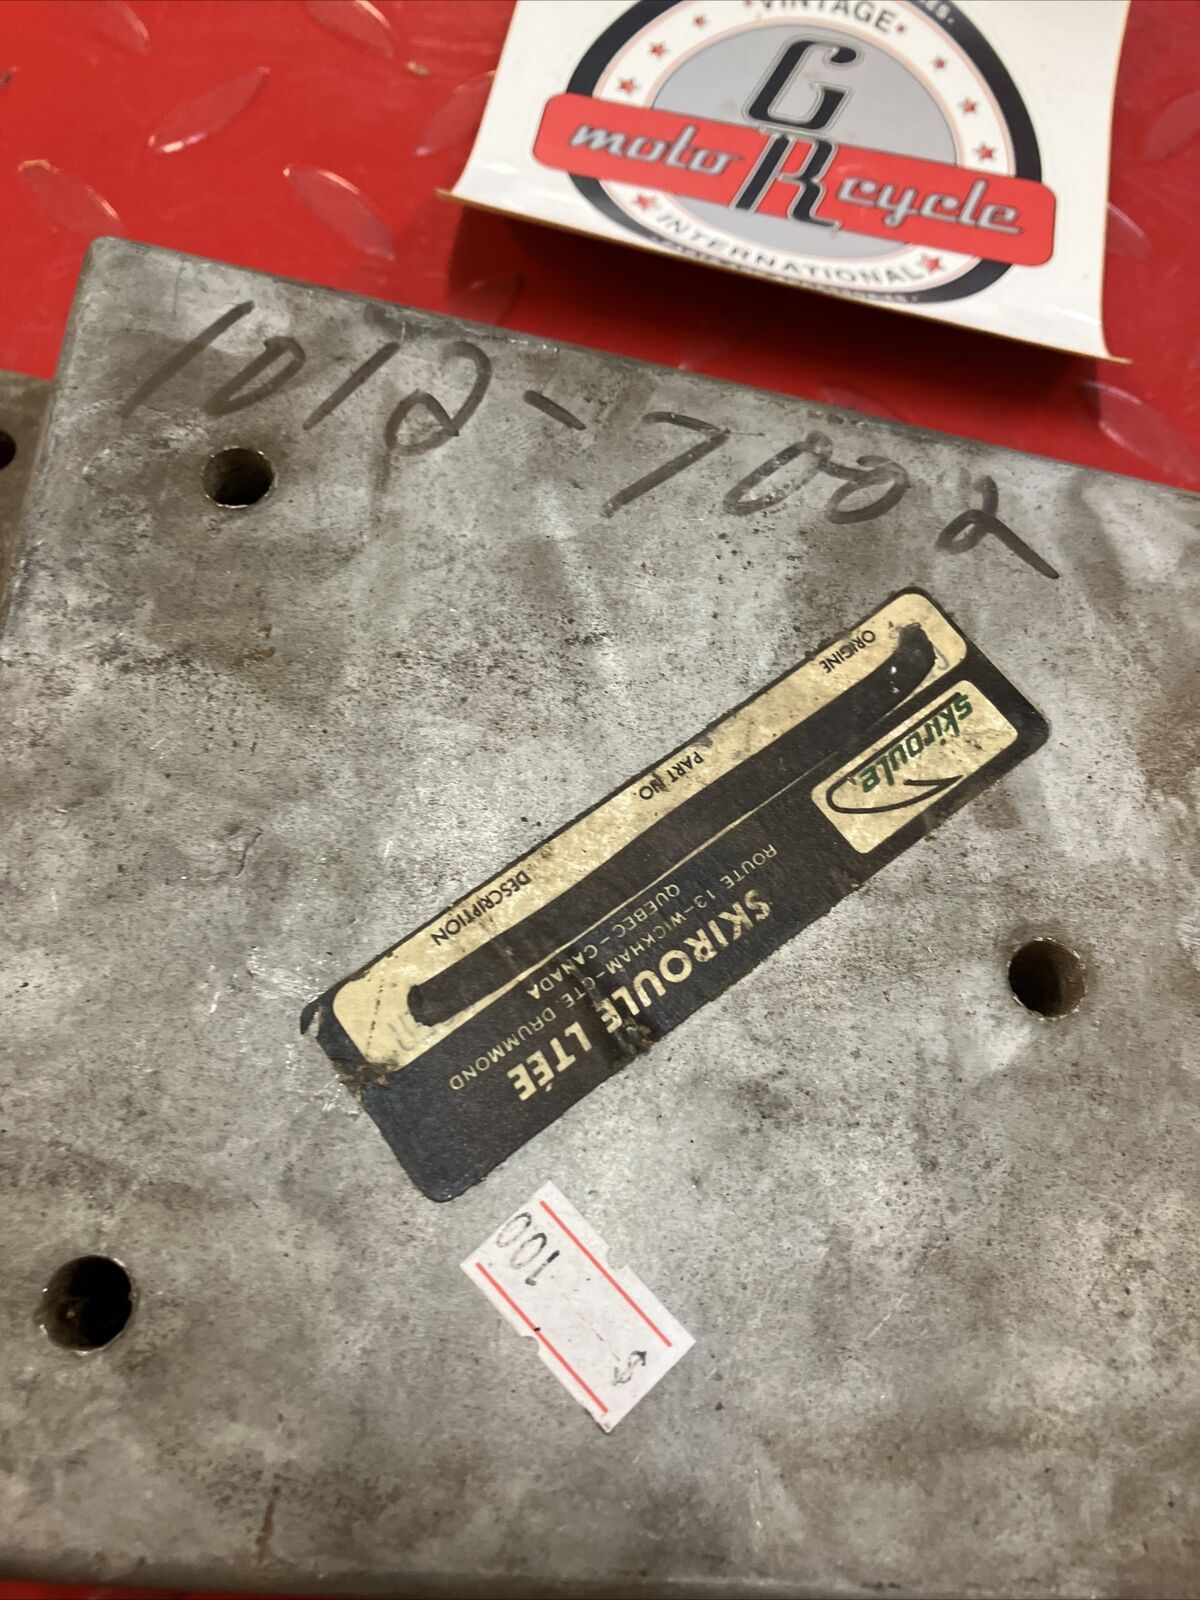 VINTAGE
G
R
moto cycle
INTERNATIONAL
1012-7002
ORIGINE
PART NO.
DESCRIPTION
skiroule
SKIROULE LTÉE
ROUTE 13-WICKHAM-CTE. DRUMMOND
QUEBEC-CANADA
$ 100